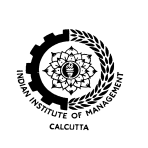 INDIAN INSTITUTE OF MANAGEMENT
CALCUTTA